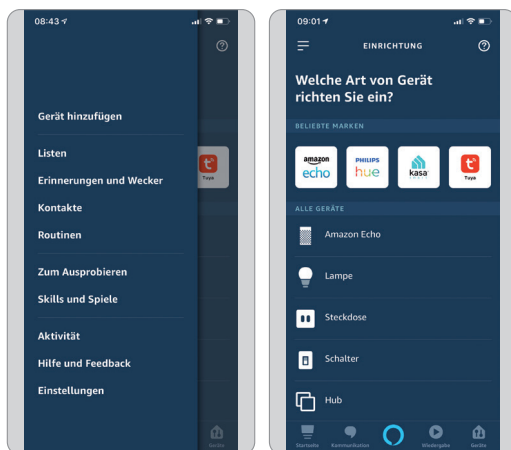 08:43
Gerät hinzufügen
Listen
Erinnerungen und Wecker
Kontakte
Routinen
Zum Ausprobieren
Skills und Spiele
Aktivität
Hilfe und Feedback
Einstellungen
Tuya
Geräte
09:01
EINRICHTUNG
Welche Art von Gerät
richten Sie ein?
BELIEBTE MARKEN
amazon
echo
PHILIPS
hue
kasa
Tuya
ALLE GERÄTE
Amazon Echo
Lampe
Steckdose
Schalter
Hub
Startseite Kommunikation Wiedergabe Geräte